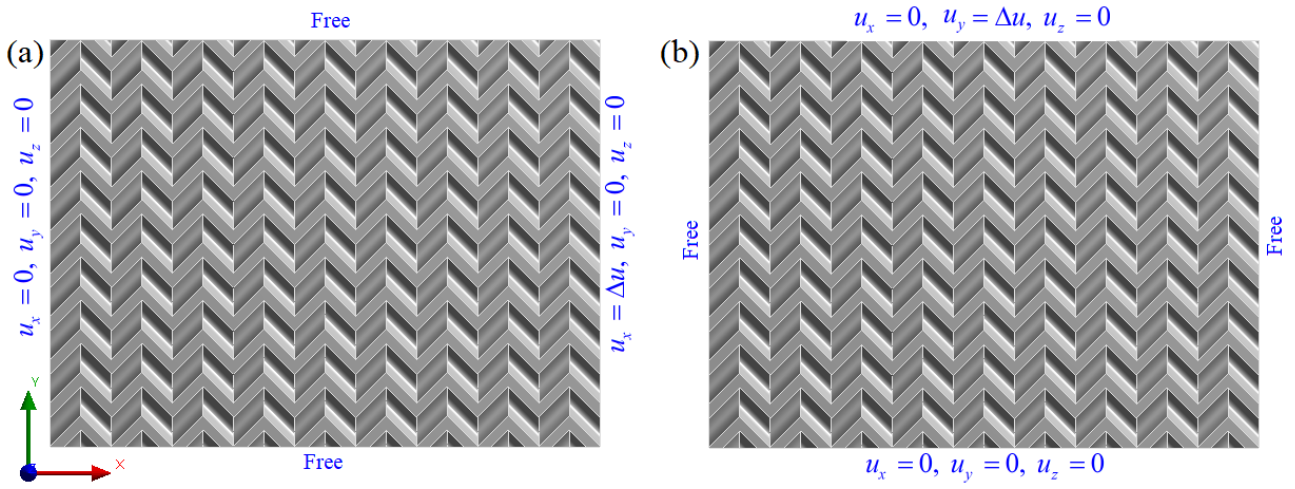 (a)
Free
u_x = 0, u_y = 0, u_z = 0
u_x = Δu, u_y = 0, u_z = 0
Free
Y
X
(b)
u_x = 0, u_y = Δu, u_z = 0
Free
Free
u_x = 0, u_y = 0, u_z = 0